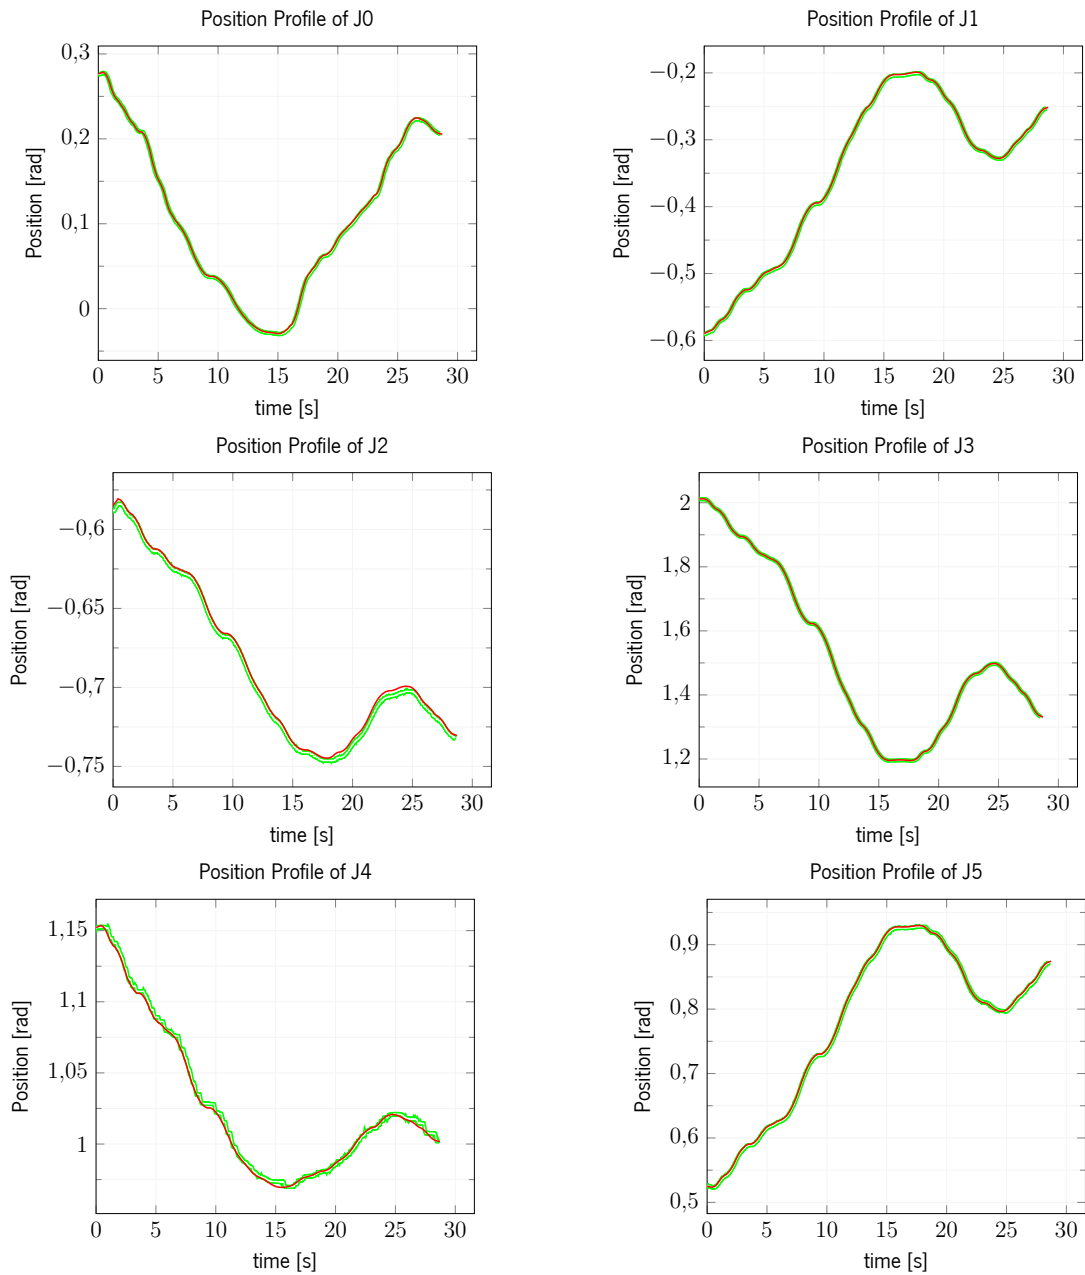 Position Profile of J0
Position [rad]
0,3
0,2
0,1
0
0 5 10 15 20 25 30
time [s]
Position Profile of J1
Position [rad]
−0,2
−0,3
−0,4
−0,5
−0,6
0 5 10 15 20 25 30
time [s]
Position Profile of J2
Position [rad]
−0,6
−0,65
−0,7
−0,75
0 5 10 15 20 25 30
time [s]
Position Profile of J3
Position [rad]
2
1,8
1,6
1,4
1,2
0 5 10 15 20 25 30
time [s]
Position Profile of J4
Position [rad]
1,15
1,1
1,05
1
0 5 10 15 20 25 30
time [s]
Position Profile of J5
Position [rad]
0,9
0,8
0,7
0,6
0,5
0 5 10 15 20 25 30
time [s]